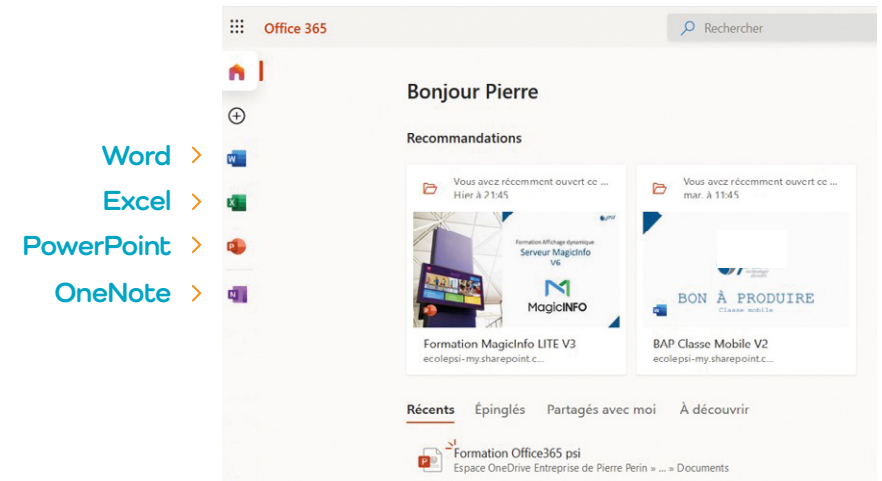 Office 365
Rechercher
Bonjour Pierre
Recommandations
Word
Excel
PowerPoint
OneNote
Vous avez récemment ouvert ce ...
Hier à 21:45
Formation Affichage dynamique
Serveur MagicInfo
V6
MagicINFO
Formation MagicInfo LITE V3
ecolepsi-my.sharepoint.c...
Vous avez récemment ouvert ce ...
mar. à 11:45
BON À PRODUIRE
Classe mobile
BAP Classe Mobile V2
ecolepsi-my.sharepoint.c...
Récents Épinglés Partagés avec moi À découvrir
Formation Office365 psi
Espace OneDrive Entreprise de Pierre Perin » ... » Documents